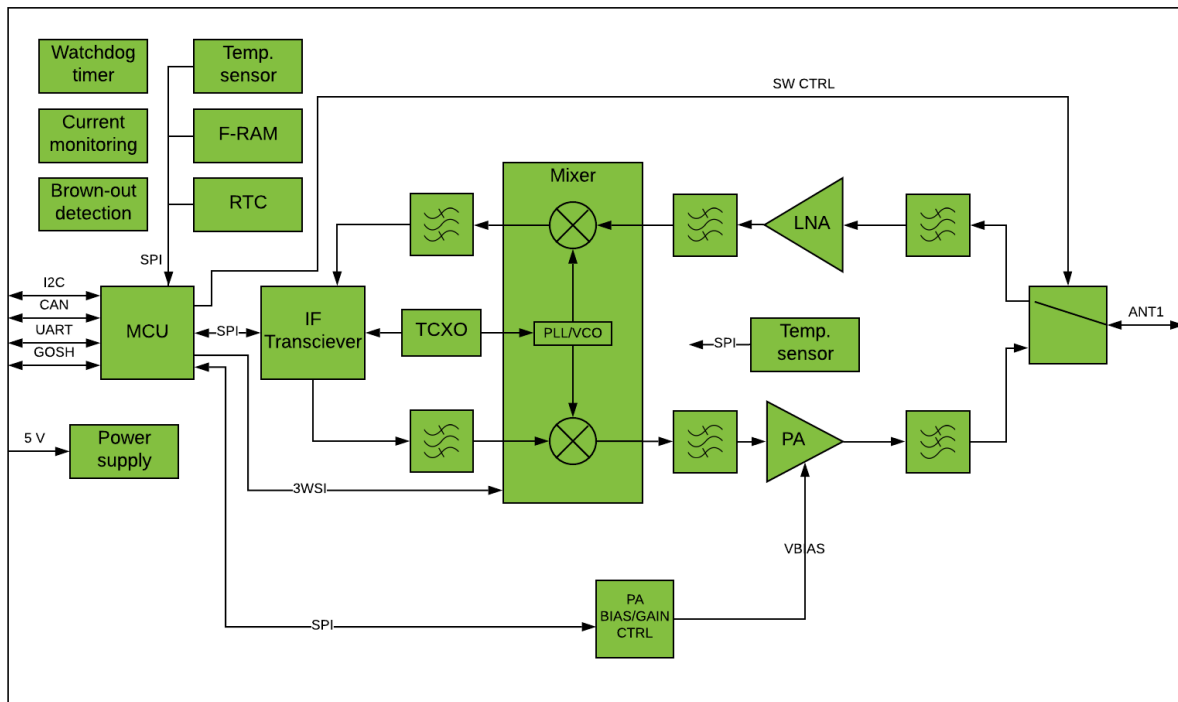 Watchdog
timer
Temp.
sensor
SW CTRL
Current
monitoring
F-RAM
Mixer
Brown-out
detection
RTC
LNA
SPI
I2C
CAN
UART
GOSH
MCU
SPI
IF
Transciever
TCXO
PLL/VCO
SPI
Temp.
sensor
ANT1
5 V
Power
supply
PA
3WSI
VBIAS
PA
BIAS/GAIN
CTRL
SPI